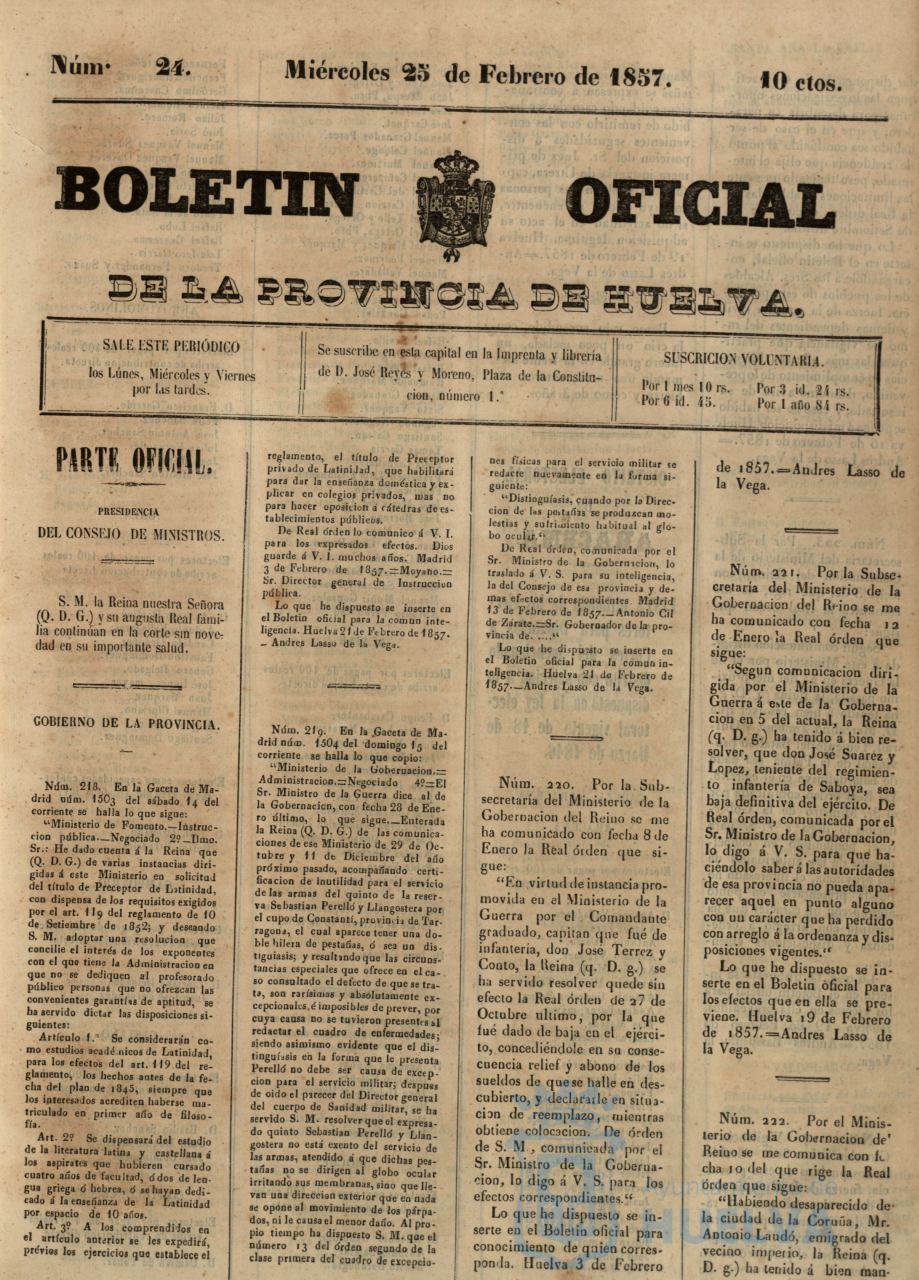 Núm. 24.
Miércoles 25 de Febrero de 1857.
10 ctos.
BOLETIN OFICIAL
DE LA PROVINCIA DE HUELVA.
SALE ESTE PERIÓDICO
los Lúnes, Miércoles y Viernes
por las tardes.
Se suscribe en esta capital en la Imprenta y librería
de D. José Reyes y Moreno, Plaza de la Constitu-
cion, número 1.°
SUSCRICION VOLUNTARIA.
Por 1 mes 10 rs. Por 3 id. 24 rs.
Por 6 id. 45. Por 1 año 84 rs.
PARTE OFICIAL.
PRESIDENCIA
DEL CONSEJO DE MINISTROS.
S. M. la Reina nuestra Señora
(Q. D. G.) y su augusta Real fami-
lia continúan en la corte sin nove-
dad en su importante salud.
GOBIERNO DE LA PROVINCIA.
Núm. 218. En la Gaceta de Ma-
drid núm. 1503 del sábado 14 del
corriente se halla lo que sigue:
“Ministerio de Fomento.—Instruc-
cion pública.—Negociado 2º—Ilmo.
Sr.: He dado cuenta á la Reina que
(Q. D. G.) de varias instancias diri-
gidas á este Ministerio en solicitud
del título de Preceptor de Latinidad,
con dispensa de los requisitos exigidos
por el art. 119 del reglamento de 10
de Setiembre de 1852; y deseando
S. M. adoptar una resolucion que
concilie el interés de los exponentes
con el que tiene la Administracion en
que no se dediquen al profesorado
público personas que no ofrezcan las
convenientes garantías de aptitud, se
ha servido dictar las disposiciones si-
guientes:
Artículo 1.° Se considerarán co-
mo estudios académicos de Latinidad,
para los efectos del art. 119 del re-
glamento, los hechos antes de la fe-
cha del plan de 1845, siempre que
los interesados acrediten haberse ma-
triculado en primer año de filoso-
fía.
Art. 2º Se dispensará del estudio
de la literatura latina y castellana á
los aspirates que hubieren cursado
cuatro años de facultad, ó dos de len-
gua griega ó hebrea, ó se hayan dedi-
cado á la enseñanza de la Latinidad
por espacio de 10 años.
Art. 3º A los comprendidos en
el artículo anterior se les expedirá,
prévios los ejercicios que establece el
reglamento, el título de Preceptor
privado de Latinidad, que habilitará
para dar la enseñanza doméstica y ex-
plicar en colegios privados, mas no
para hacer oposicion á cátedras de es-
tablecimientos públicos.
De Real órden lo comunico á V. I.
para los expresados efectos. Dios
guarde á V. I. muchos años. Madrid
3 de Febrero de 1857.=Moyano.=
Sr. Director general de Instruccion
pública.
Lo que he dispuesto se inserte en
el Boletin oficial para la comun inte-
ligencia. Huelva 21 de Febrero de 1857.
—Andres Lasso de la Vega.
Núm. 219. En la Gaceta de Ma-
drid núm. 1504 del domingo 15 del
corriente se halla lo que copio:
“Ministerio de la Gobernacion.=
Administracion.=Negociado 4º=El
Sr. Ministro de la Guerra dice al de
la Gobernacion, con fecha 28 de Ene-
ro último, lo que sigue.—Enterada
la Reina (Q. D. G.) de las comunica-
ciones de ese Ministerio de 29 de Oc-
tubre y 11 de Diciembre del año
próximo pasado, acompañando certi-
ficacion de inutilidad para el servicio
de las armas del quinto de la reser-
va Sebastian Perelló y Llangostera por
el cupo de Constantí, provincia de Tar-
ragona, el cual aparece tener una do-
ble hilera de pestañas, ó sea un dis-
tiguiasis; y resultando que las circuns-
tancias especiales que ofrece en el ca-
so consultado el defecto de que se tra-
ta, son rarísimas y absolutamente ex-
cepcionales, é imposibles de prever, por
cuya causa no se tuvieron presentes al
redactar el cuadro de enfermedades;
siendo asimismo evidente que el dis-
tinguíasis en la forma que le presenta
Perelló no debe ser causa de excep-
cion para el servicio militar; despues
de oido el parecer del Director general
del cuerpo de Sanidad militar, se ha
servido S. M. resolver que el expresa-
do quinto Sebastian Perelló y Llan-
gostera no está exento del servicio de
las armas, atendido á que dichas pes-
tañas no se dirigen al globo ocular
irritando sus membranas, sino que lle-
van una direccion exterior que en nada
se opóne al movimiento de los párpa-
dos, ni le causa el menor daño. Al pro-
pio tiempo ha dispuesto S. M. que el
número 13 del órden segundo de la
clase primera del cuadro de excepcio-
nes físicas para el servicio militar se
redacte nuevamente en la forma si-
guiente:
“Distinguíasis, cuando por la Direc-
cion de las pestañas se produzcan mo-
lestias y sufrimiento habitual al glo-
bo ocular.“
De Real órden, comunicada por el
Sr. Ministro de la Gobernacion, lo
traslado á V. S. para su inteligencia,
la del Consejo de esa provincia y de-
mas efectos correspondientes. Madrid
13 de Febrero de 1857.—Antonio Gil
de Zárate.=Sr. Gobernador de la pro-
vincia de. ....“
Lo que he dispuesto se inserte en
el Boletin oficial para la comun in-
teligencia. Huelva 21 de Febrero de
1857.—Andres Lasso de la Vega.
Núm. 220. Por la Sub-
secretaría del Ministerio de la
Gobernacion del Reino se me
ha comunicado con fecha 8 de
Enero la Real órden que si-
gue:
“En virtud de instancia pro-
movida en el Ministerio de la
Guerra por el Comandante
graduado, capitan que fué de
infantería, don José Terrez y
Conto, la Reina (q. D. g.) se
ha servido resolver quede sin
efecto la Real órden de 27 de
Octubre ultimo, por la que
fué dado de baja en el ejérci-
to, concediéndole en su conse-
cuencia relief y abono de los
sueldos de que se halle en des-
cubierto, y declararle en situa-
cion de reemplazo, mientras
obtiene colocacion. De órden
de S. M., comunicada por el
Sr. Ministro de la Goberna-
cion, lo digo á V. S. para los
efectos correspondientes.“
Lo que he dispuesto se in-
serte en el Boletin oficial para
conocimiento de quien corres-
ponda. Huelva 3 de Febrero
de 1857.=Andres Lasso de
la Vega.
Núm. 221. Por la Subse-
cretaría del Ministerio de la
Gobernacion del Reino se me
ha comunicado con fecha 12
de Enero la Real órden que
sigue:
“Segun comunicacion diri-
gida por el Ministerio de la
Guerra á este de la Goberna-
cion en 5 del actual, la Reina
(q. D. g.) ha tenido á bien re-
solver, que don José Suarez y
Lopez, teniente del regimien-
to infantería de Saboya, sea
baja definitiva del ejército. De
Real órden, comunicada por el
Sr. Ministro de la Gobernacion,
lo digo á V. S. para que ha-
ciéndolo saber á las autoridades
de esa provincia no pueda apa-
recer aquel en punto alguno
con un carácter que ha perdido
con arreglo á la ordenanza y dis-
posiciones vigentes.“
Lo que he dispuesto se in-
serte en el Boletin oficial para
los efectos que en ella se pre-
viene. Huelva 19 de Febrero
de 1857.=Andres Lasso de
la Vega.
Núm. 222. Por el Minis-
terio de la Gobernacion de'
Reino se me comunica con fe
cha 10 del que rige la Real
órden que sigue:
“Habiendo desaparecido de
la ciudad de la Coruña, Mr.
Antonio Laudó, emigrado del
vecino imperio, la Reina (q.
D. g.) ha tenido á bien man-